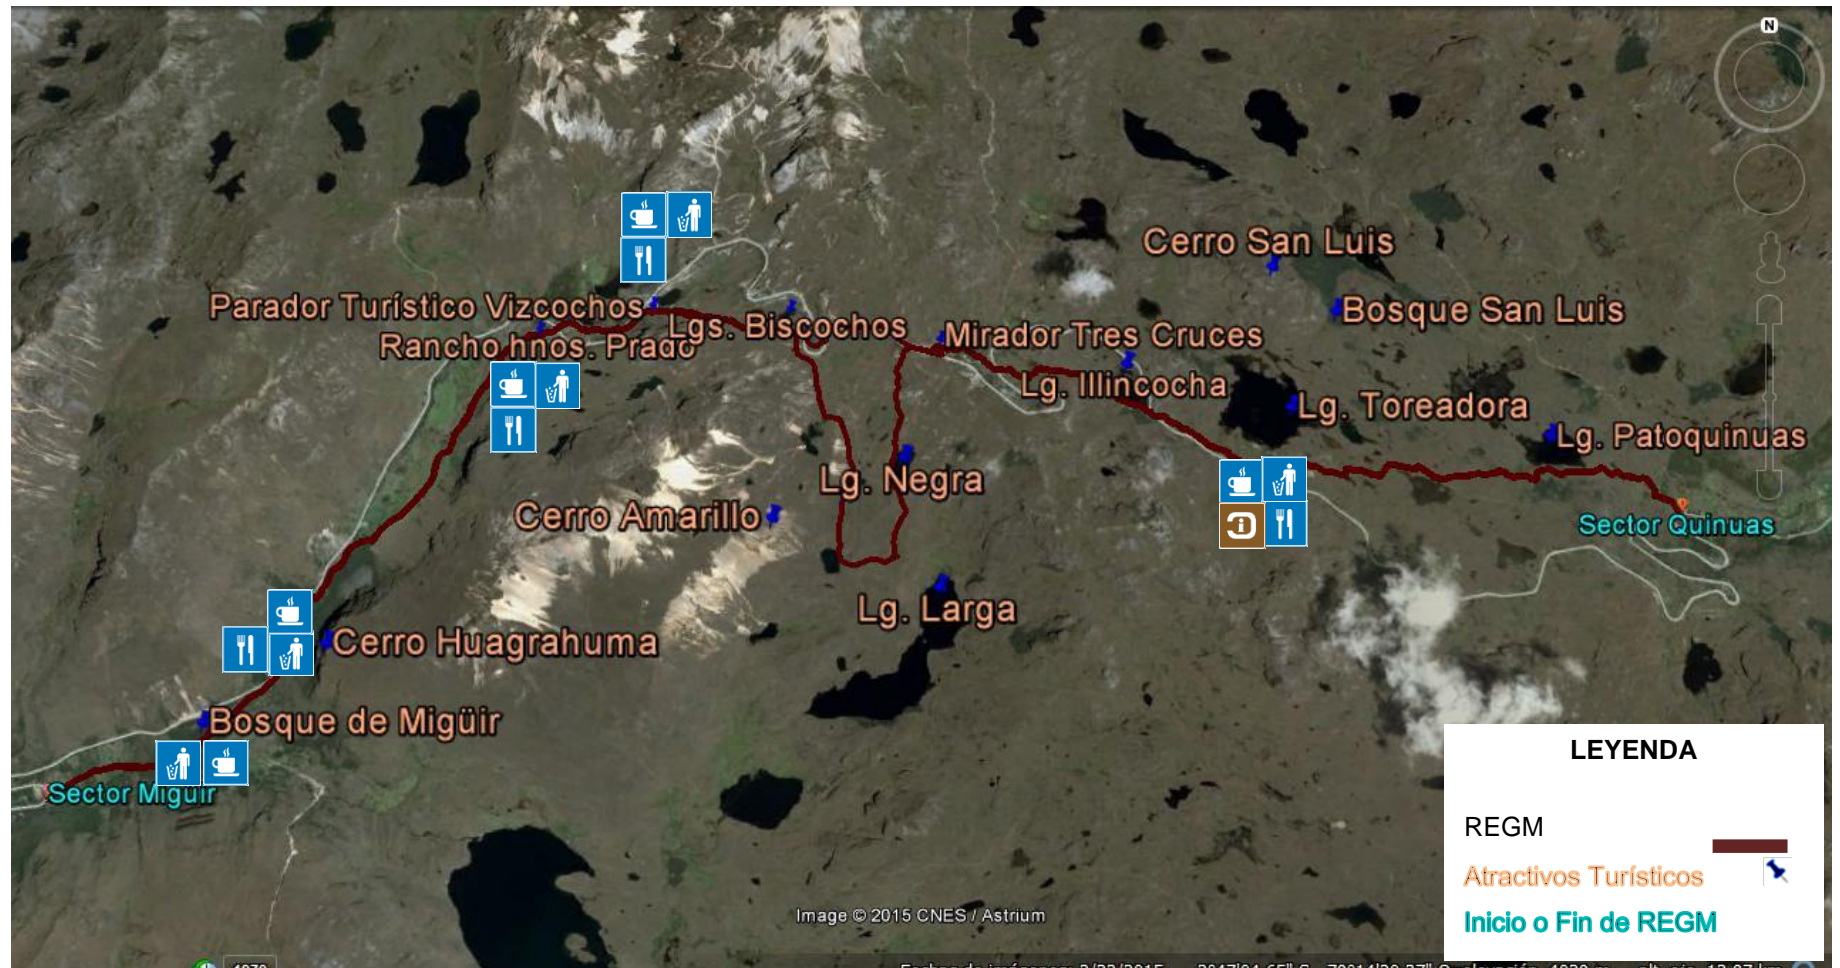 N
Cerro San Luis
Parador Turístico Vizcochos
Bosque San Luis
Lgs. Biscochos
Mirador Tres Cruces
Rancho hnos. Prado
Lg. Illincocha
Lg. Toreadora
Lg. Patoquinuas
Lg. Negra
Cerro Amarillo
Sector Quinuas
Lg. Larga
Cerro Huagrahuma
Bosque de Migüir
Sector Migüir
LEYENDA
REGM
Atractivos Turísticos
Inicio o Fin de REGM
Image © 2015 CNES / Astrium